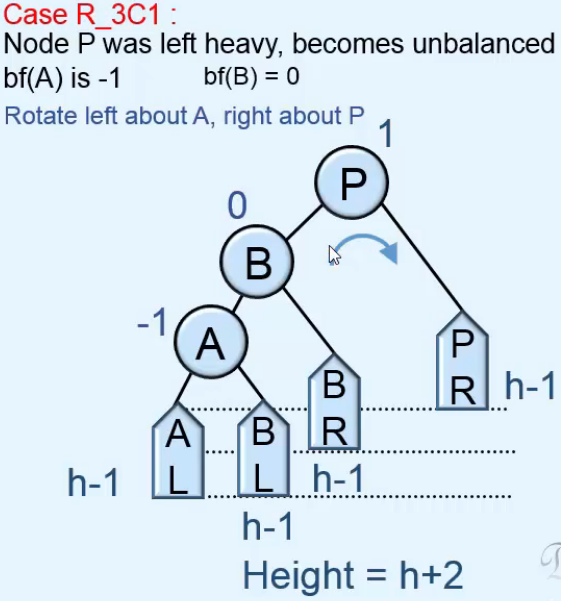 Case R_3C1 :
Node P was left heavy, becomes unbalanced
bf(A) is -1 bf(B) = 0
Rotate left about A, right about P
1
P
0
B
-1
A
P
R
h-1
B
R
A
L
B
L
h-1
h-1
h-1
Height = h+2